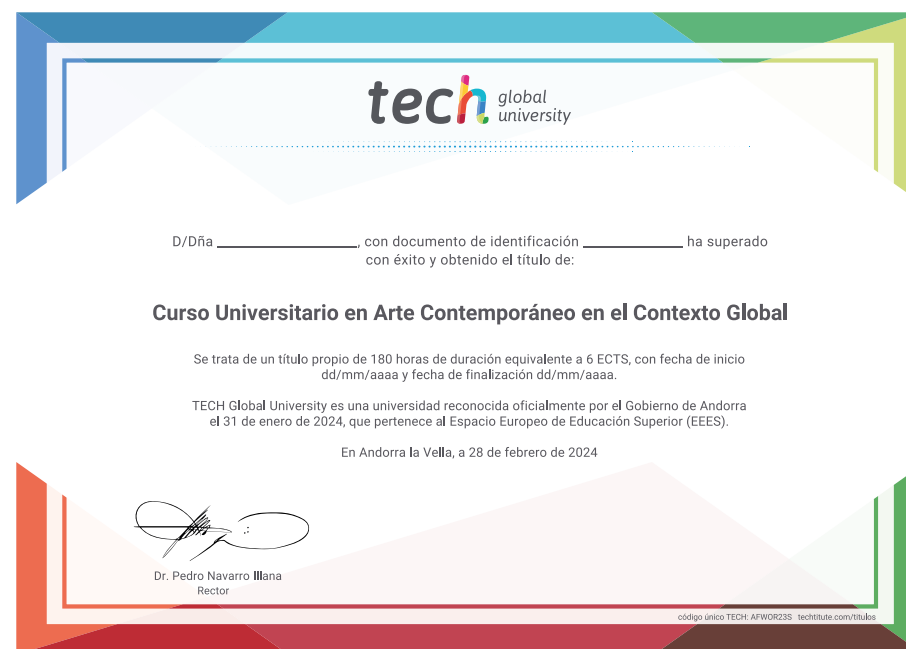 tech global university
D/Dña ____________________, con documento de identificación ______________ ha superado
con éxito y obtenido el título de:
Curso Universitario en Arte Contemporáneo en el Contexto Global
Se trata de un título propio de 180 horas de duración equivalente a 6 ECTS, con fecha de inicio
dd/mm/aaaa y fecha de finalización dd/mm/aaaa.
TECH Global University es una universidad reconocida oficialmente por el Gobierno de Andorra
el 31 de enero de 2024, que pertenece al Espacio Europeo de Educación Superior (EEES).
En Andorra la Vella, a 28 de febrero de 2024
Dr. Pedro Navarro Illana
Rector
código único TECH: AFWOR23S techtitute.com/titulos